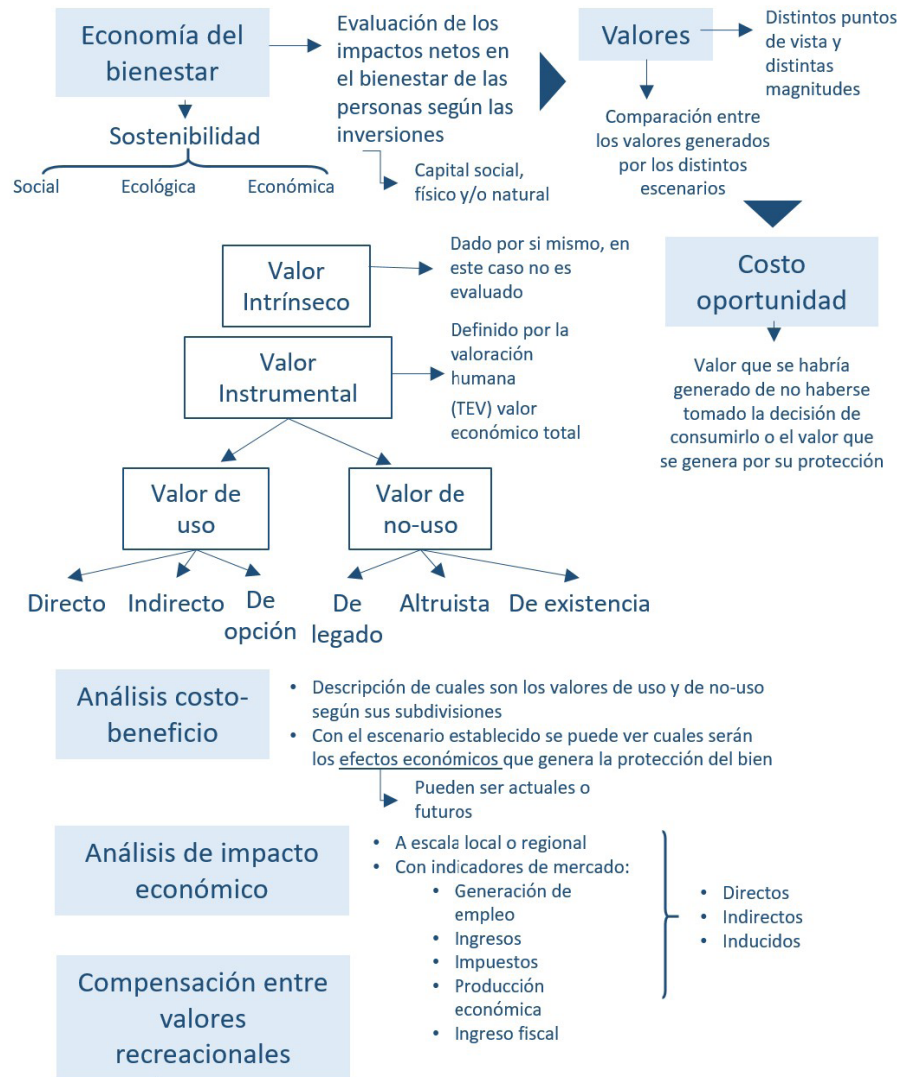 Economía del
bienestar
Evaluación de los
impactos netos en
el bienestar de las
personas según las
inversiones
Valores
Distintos puntos
de vista y
distintas
magnitudes
Sostenibilidad
Social
Ecológica
Económica
Capital social,
físico y/o natural
Comparación entre
los valores generados
por los distintos
escenarios
Costo
oportunidad
Valor que se habría
generado de no haberse
tomado la decisión de
consumirlo o el valor que
se genera por su protección
Valor
Intrínseco
Dado por si mismo, en
este caso no es
evaluado
Valor
Instrumental
Definido por la
valoración
humana
(TEV) valor
económico total
Valor de
uso
Valor de
no-uso
Directo
Indirecto
De
opción
De
legado
Altruista
De existencia
Análisis costo-
beneficio
• Descripción de cuales son los valores de uso y de no-uso
según sus subdivisiones
• Con el escenario establecido se puede ver cuales serán
los efectos económicos que genera la protección del bien
Pueden ser actuales o
futuros
Análisis de impacto
económico
• A escala local o regional
• Con indicadores de mercado:
• Generación de
empleo
• Ingresos
• Impuestos
• Producción
económica
• Ingreso fiscal
• Directos
• Indirectos
• Inducidos
Compensación entre
valores
recreacionales